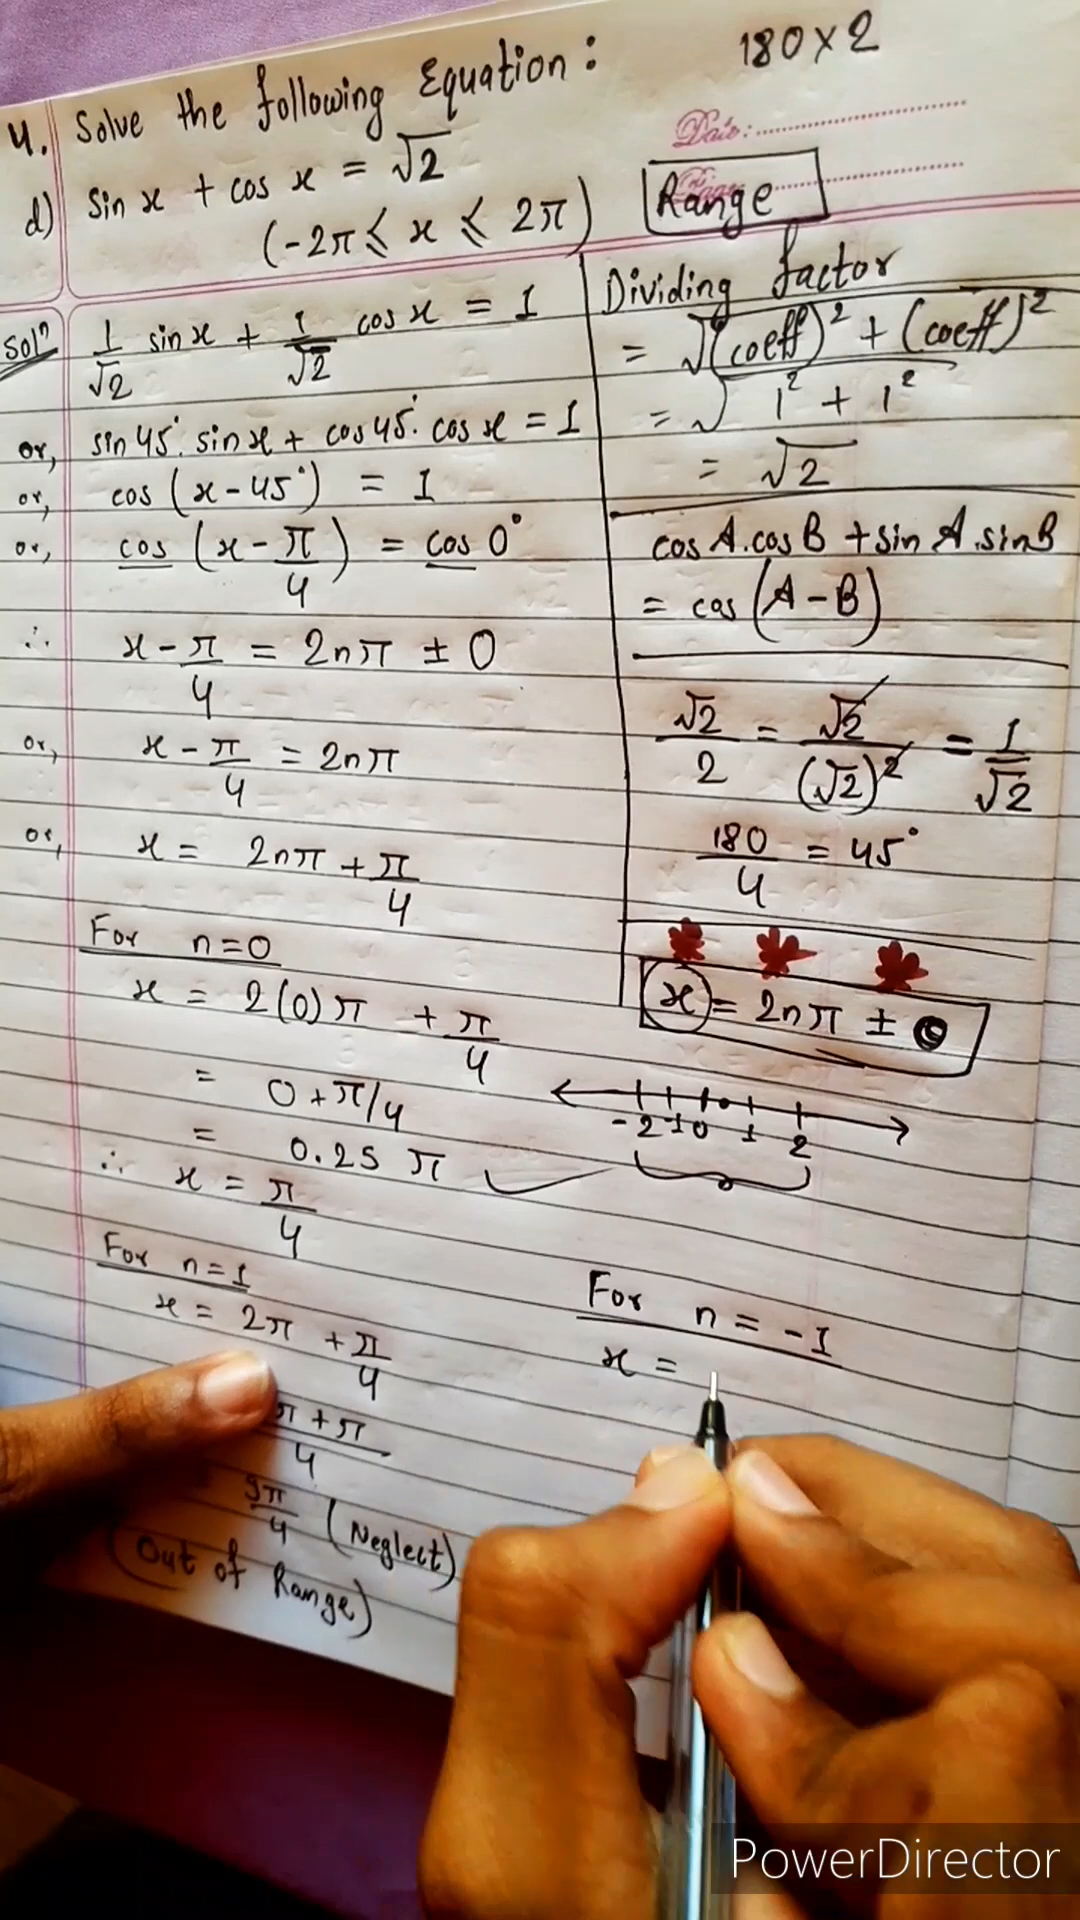 180 × 2
4. Solve the following Equation :
Date:
d) sin x + cos x = √2
(-2π ≤ x ≤ 2π)
Range
Solⁿ 1/√2 sin x + 1/√2 cos x = 1
or, sin 45°. sin x + cos 45°. cos x = 1
or, cos (x - 45°) = 1
or, cos (x - π/4) = cos 0°
∴ x - π/4 = 2nπ ± 0
or, x - π/4 = 2nπ
or, x = 2nπ + π/4
For n=0
x = 2(0)π + π/4
= 0 + π/4
= 0.25 π
∴ x = π/4
For n=1
x = 2π + π/4
π + π/4
9π/4 (Neglect)
(Out of Range)
Dividing factor
= √(coeff)² + (coeff)²
= √1² + 1²
= √2
cos A.cos B + sin A.sin B
= cos (A - B)
√2/2 = √2/(√2)² = 1/√2
180/4 = 45°
x = 2nπ ±
-2 -1 0 1 2
For n = -1
x =
PowerDirector